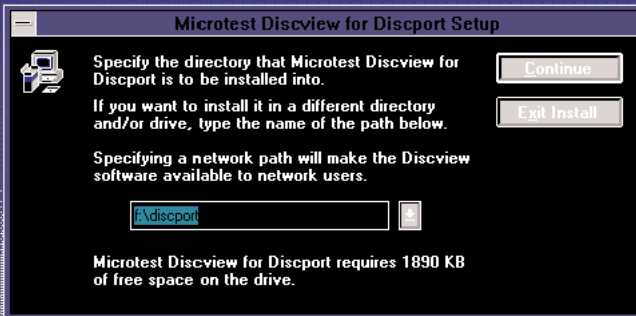 Microtest Discview for Discport Setup
Specify the directory that Microtest Discview for
Discport is to be installed into.
If you want to install it in a different directory
and/or drive, type the name of the path below.
Specifying a network path will make the Discview
software available to network users.
f:\discport
Microtest Discview for Discport requires 1890 KB
of free space on the drive.
Continue
Exit Install